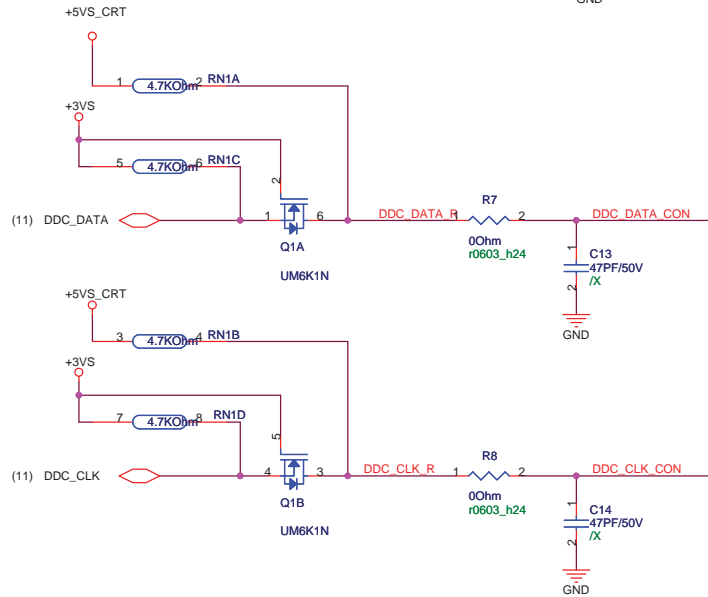 GND
+5VS_CRT
1 4.7KOhm 2 RN1A
+3VS
5 4.7KOhm 6 RN1C
2
(11) DDC_DATA
1 6
DDC_DATA_R
R7
1 2
0Ohm
r0603_h24
DDC_DATA_CON
Q1A
UM6K1N
1
C13
47PF/50V
/X
2
GND
+5VS_CRT
3 4.7KOhm 4 RN1B
+3VS
7 4.7KOhm 8 RN1D
5
(11) DDC_CLK
4 3
DDC_CLK_R
R8
1 2
0Ohm
r0603_h24
DDC_CLK_CON
Q1B
UM6K1N
1
C14
47PF/50V
/X
2
GND